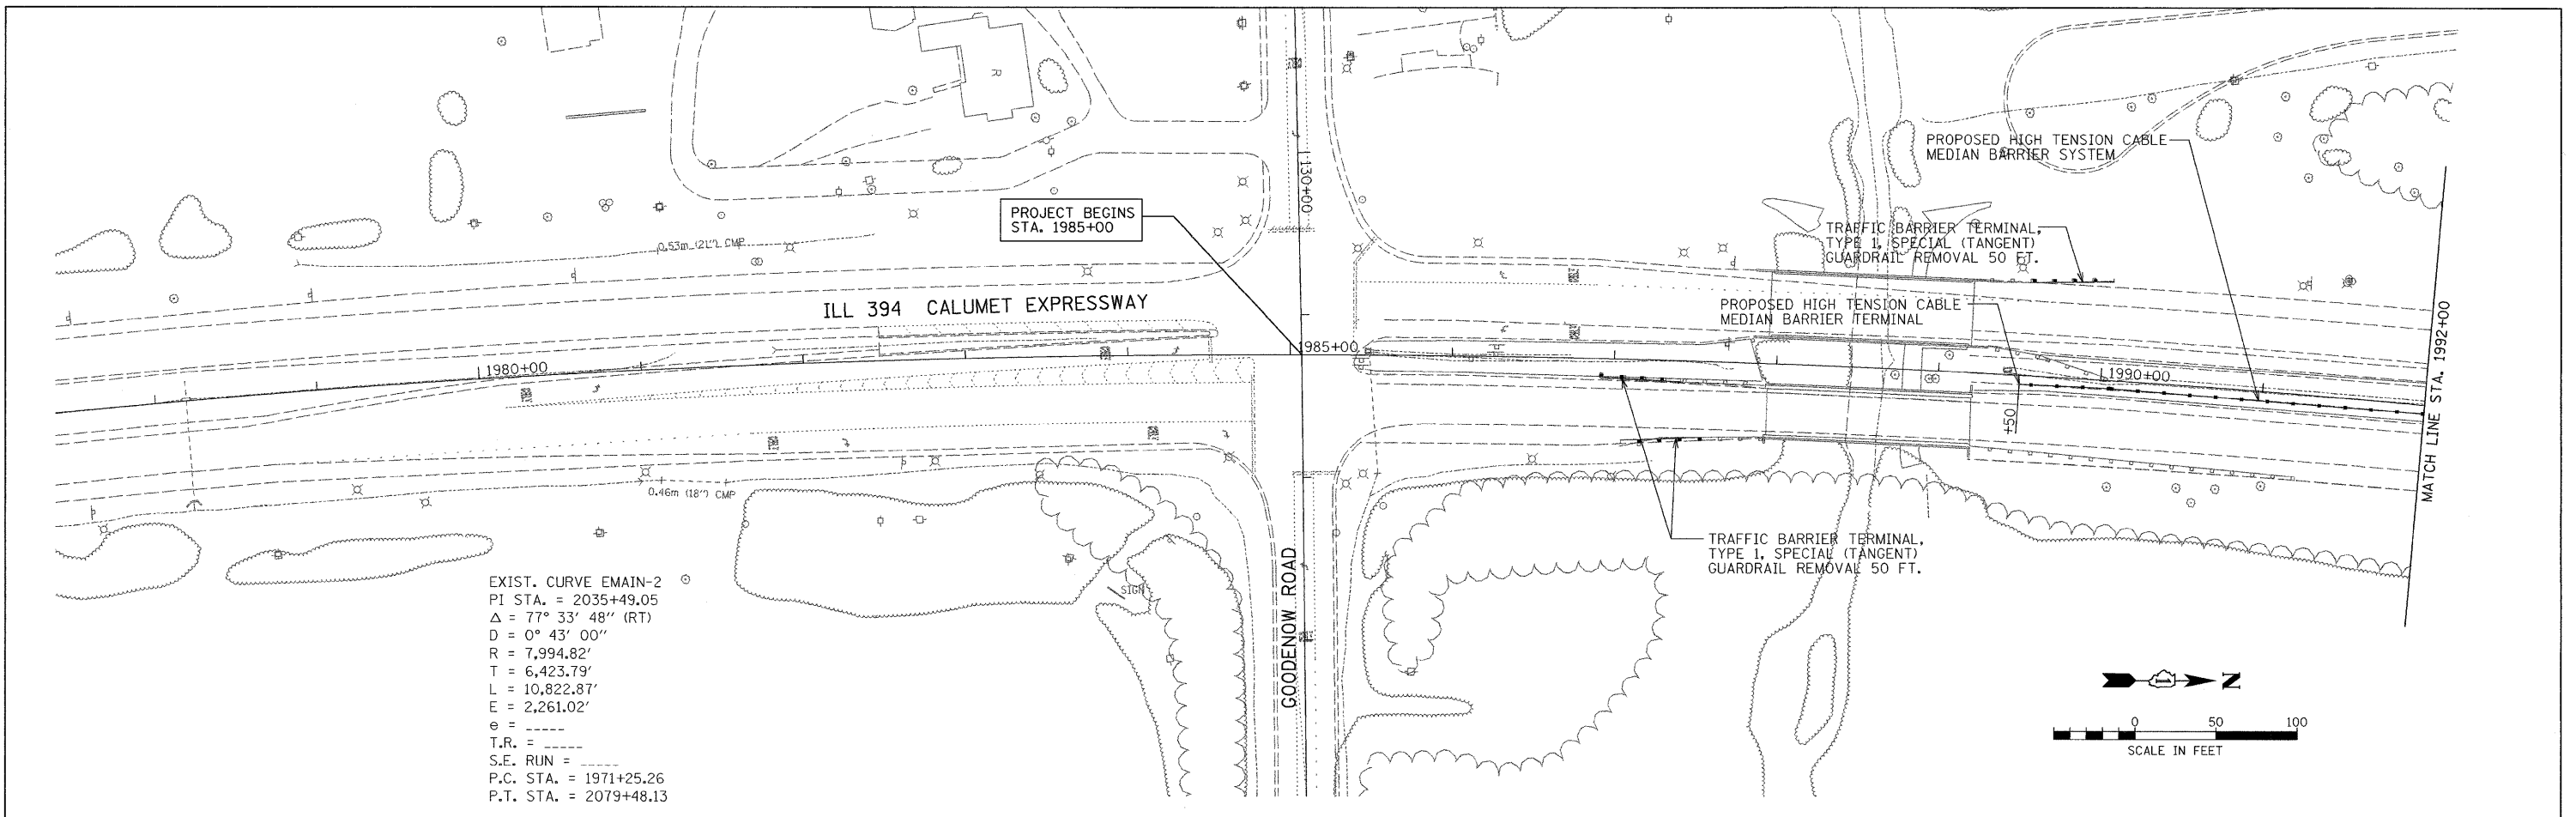 R
130+00
PROPOSED HIGH TENSION CABLE
MEDIAN BARRIER SYSTEM
PROJECT BEGINS
STA. 1985+00
0.53m (21") CMP
TRAFFIC BARRIER TERMINAL,
TYPE 1, SPECIAL (TANGENT)
GUARDRAIL REMOVAL 50 FT.
ILL 394 CALUMET EXPRESSWAY
PROPOSED HIGH TENSION CABLE
MEDIAN BARRIER TERMINAL
1980+00
1985+00
1990+00
+50
MATCH LINE STA. 1992+00
0.46m (18") CMP
TRAFFIC BARRIER TERMINAL,
TYPE 1, SPECIAL (TANGENT)
GUARDRAIL REMOVAL 50 FT.
SIGN
GOODENOW ROAD
EXIST. CURVE EMAIN-2
PI STA. = 2035+49.05
Δ = 77° 33' 48" (RT)
D = 0° 43' 00"
R = 7,994.82'
T = 6,423.79'
L = 10,822.87'
E = 2,261.02'
e = _____
T.R. = _____
S.E. RUN = _____
P.C. STA. = 1971+25.26
P.T. STA. = 2079+48.13
N
0 50 100
SCALE IN FEET